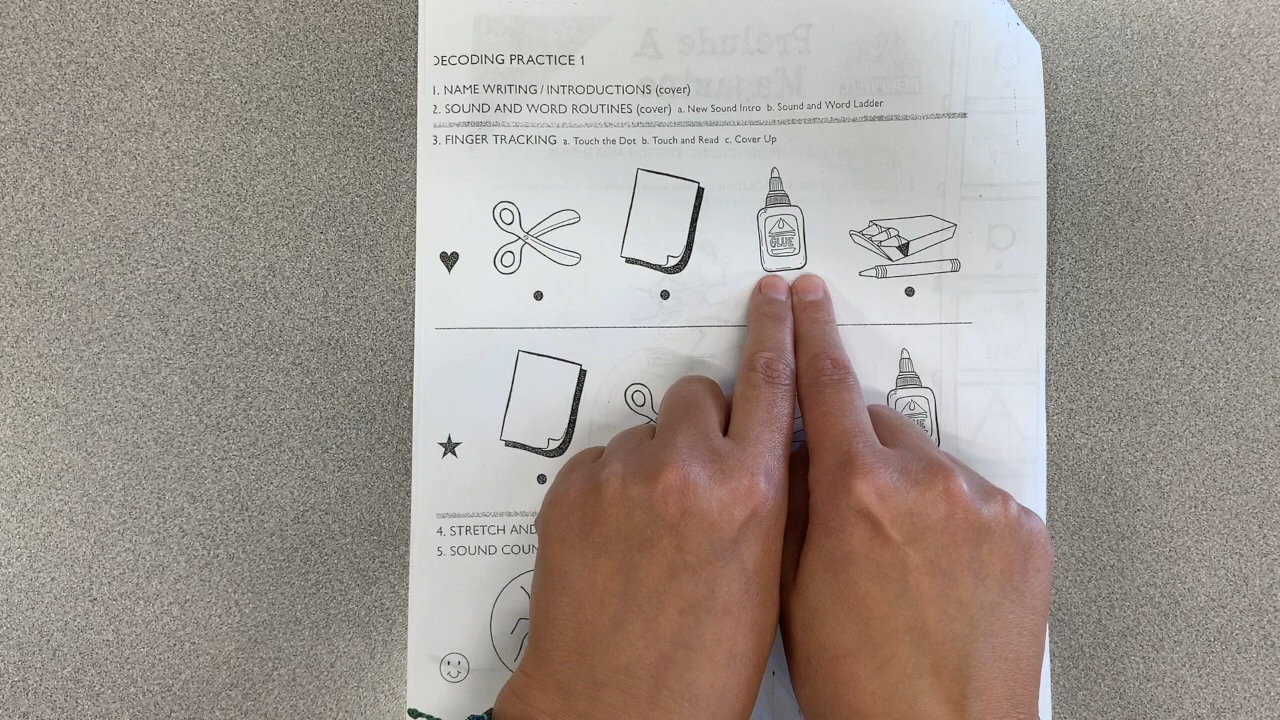 DECODING PRACTICE 1
1. NAME WRITING / INTRODUCTIONS (cover)
2. SOUND AND WORD ROUTINES (cover) a. New Sound Intro b. Sound and Word Ladder
3. FINGER TRACKING a. Touch the Dot b. Touch and Read c. Cover Up
GLUE
4. STRETCH AND
5. SOUND COUN